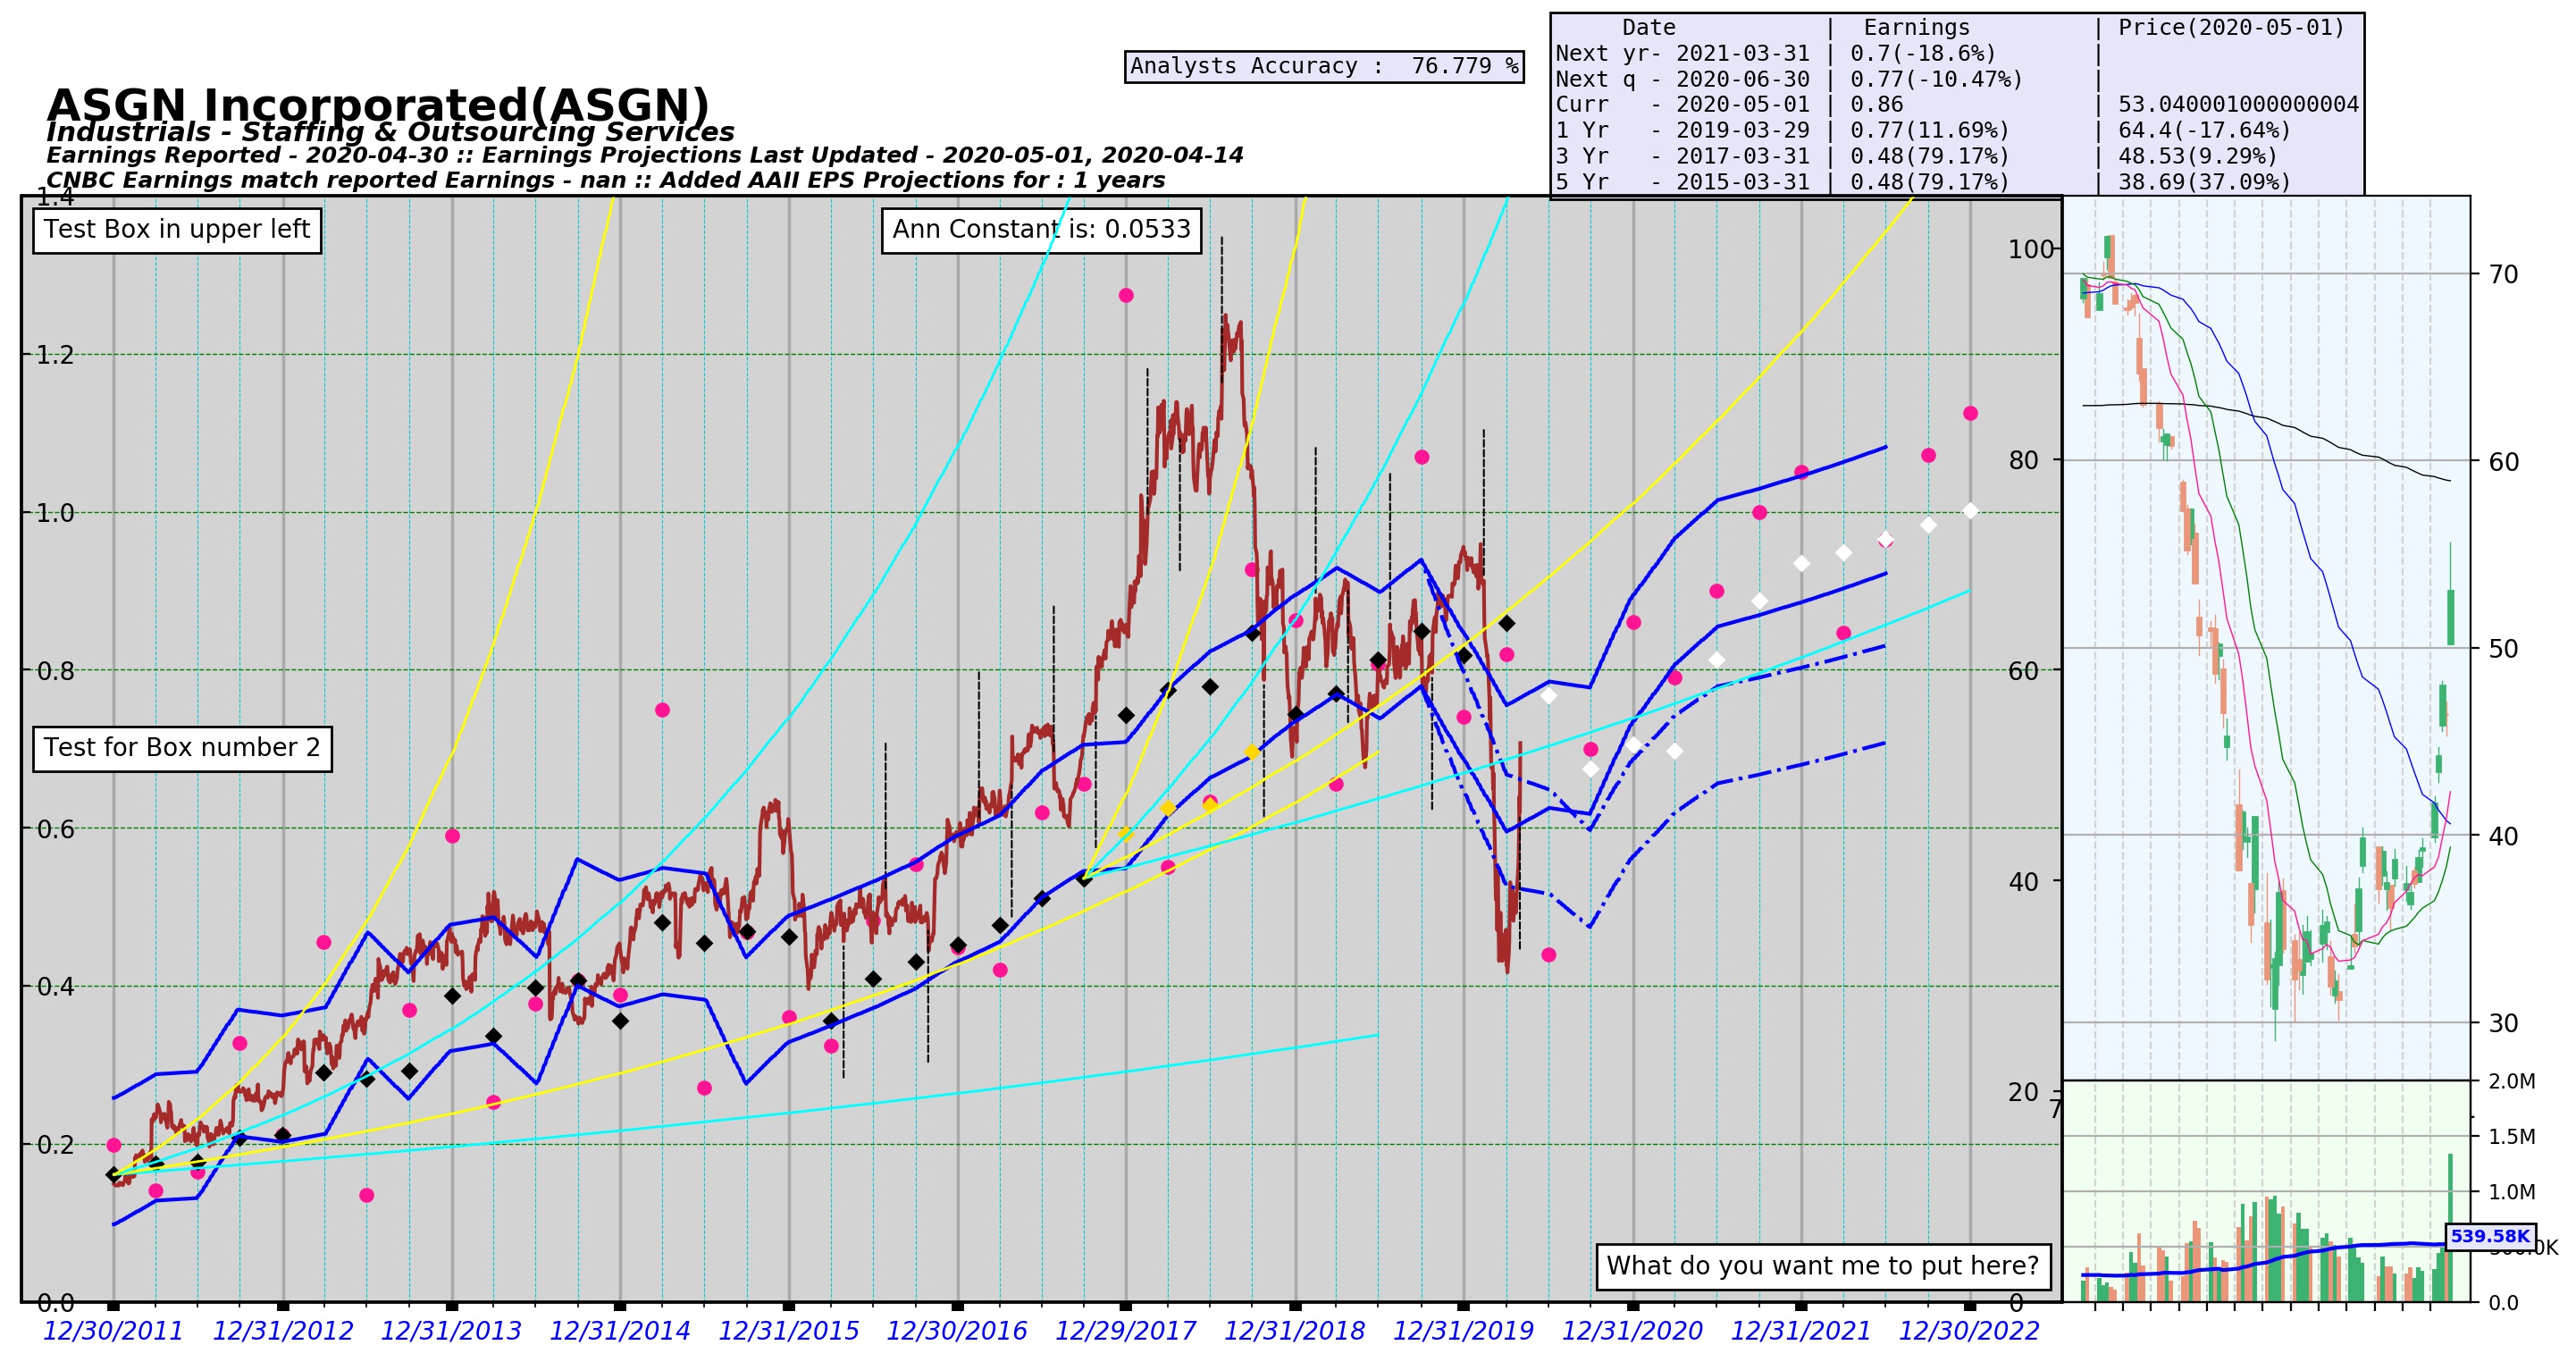 Date | Earnings | Price(2020-05-01)
Next yr- 2021-03-31 | 0.7(-18.6%) |
Next q - 2020-06-30 | 0.77(-10.47%) |
Curr - 2020-05-01 | 0.86 | 53.040001000000004
1 Yr - 2019-03-29 | 0.77(11.69%) | 64.4(-17.64%)
3 Yr - 2017-03-31 | 0.48(79.17%) | 48.53(9.29%)
5 Yr - 2015-03-31 | 0.48(79.17%) | 38.69(37.09%)
Analysts Accuracy : 76.779 %
ASGN Incorporated(ASGN)
Industrials - Staffing & Outsourcing Services
Earnings Reported - 2020-04-30 :: Earnings Projections Last Updated - 2020-05-01, 2020-04-14
CNBC Earnings match reported Earnings - nan :: Added AAII EPS Projections for : 1 years
Test Box in upper left
Ann Constant is: 0.0533
Test for Box number 2
What do you want me to put here?
1.4
1.2
1.0
0.8
0.6
0.4
0.2
0.0
100
80
60
40
20
0
7
70
60
50
40
30
2.0M
1.5M
1.0M
539.58K
0.0
12/30/2011 12/31/2012 12/31/2013 12/31/2014 12/31/2015 12/30/2016 12/29/2017 12/31/2018 12/31/2019 12/31/2020 12/31/2021 12/30/2022